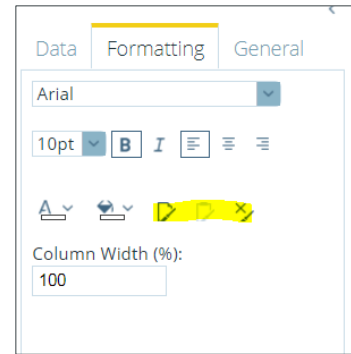 Data Formatting General
Arial
10pt B I
A
Column Width (%):
100